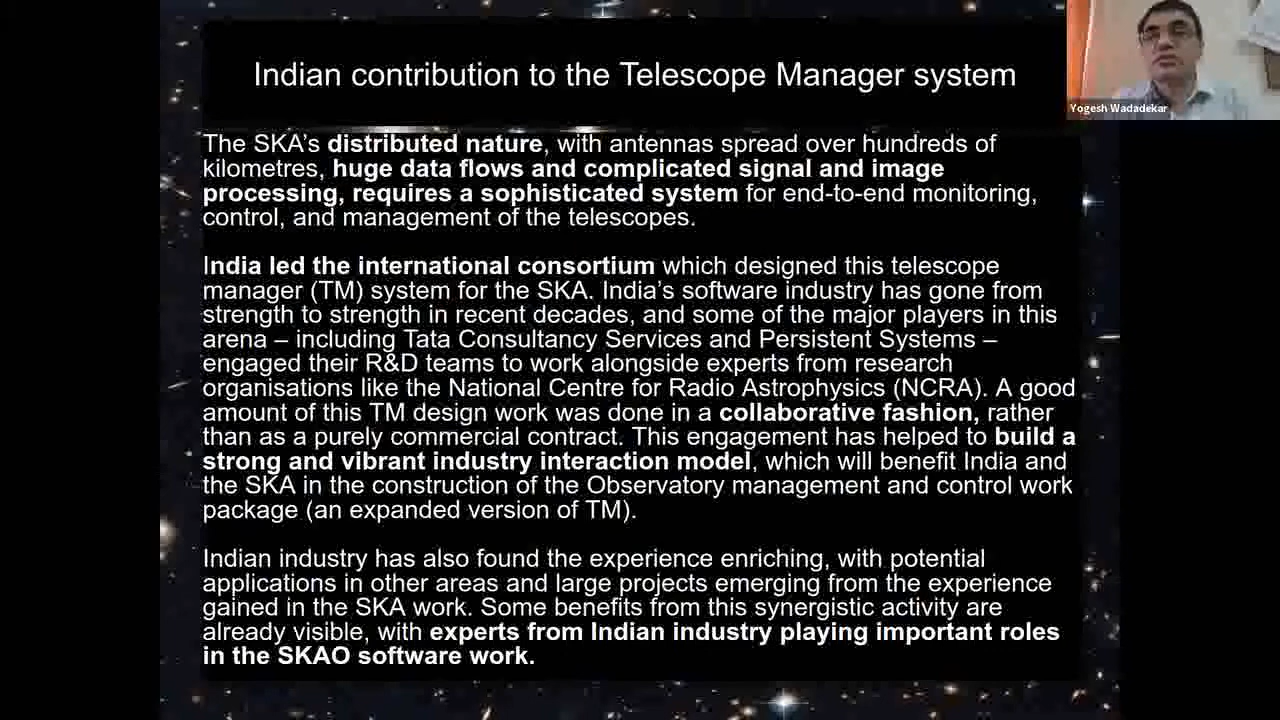 Indian contribution to the Telescope Manager system
Yogesh Wadadekar
The SKA's distributed nature, with antennas spread over hundreds of
kilometres, huge data flows and complicated signal and image
processing, requires a sophisticated system for end-to-end monitoring,
control, and management of the telescopes.
India led the international consortium which designed this telescope
manager (TM) system for the SKA. India's software industry has gone from
strength to strength in recent decades, and some of the major players in this
arena – including Tata Consultancy Services and Persistent Systems –
engaged their R&D teams to work alongside experts from research
organisations like the National Centre for Radio Astrophysics (NCRA). A good
amount of this TM design work was done in a collaborative fashion, rather
than as a purely commercial contract. This engagement has helped to build a
strong and vibrant industry interaction model, which will benefit India and
the SKA in the construction of the Observatory management and control work
package (an expanded version of TM).
Indian industry has also found the experience enriching, with potential
applications in other areas and large projects emerging from the experience
gained in the SKA work. Some benefits from this synergistic activity are
already visible, with experts from Indian industry playing important roles
in the SKAO software work.